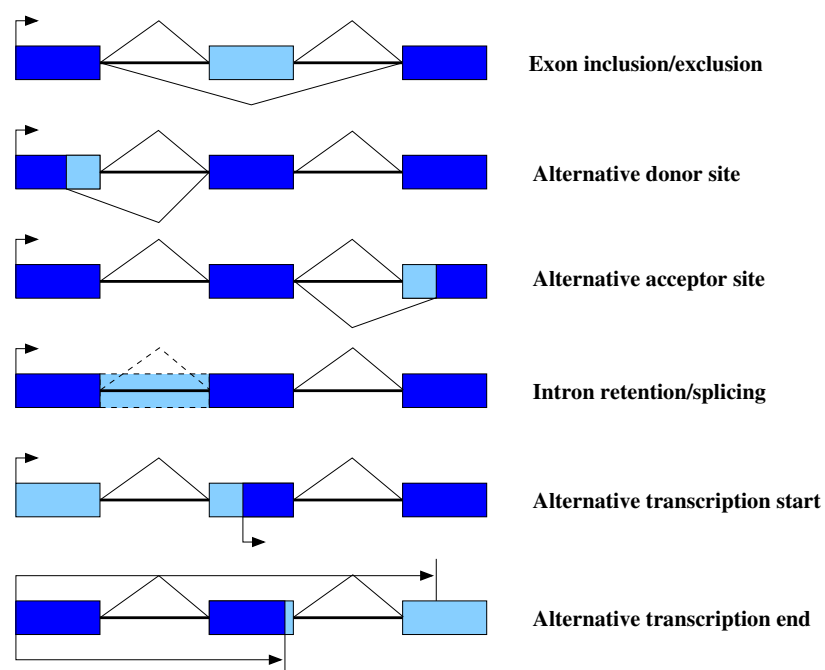 Exon inclusion/exclusion
Alternative donor site
Alternative acceptor site
Intron retention/splicing
Alternative transcription start
Alternative transcription end